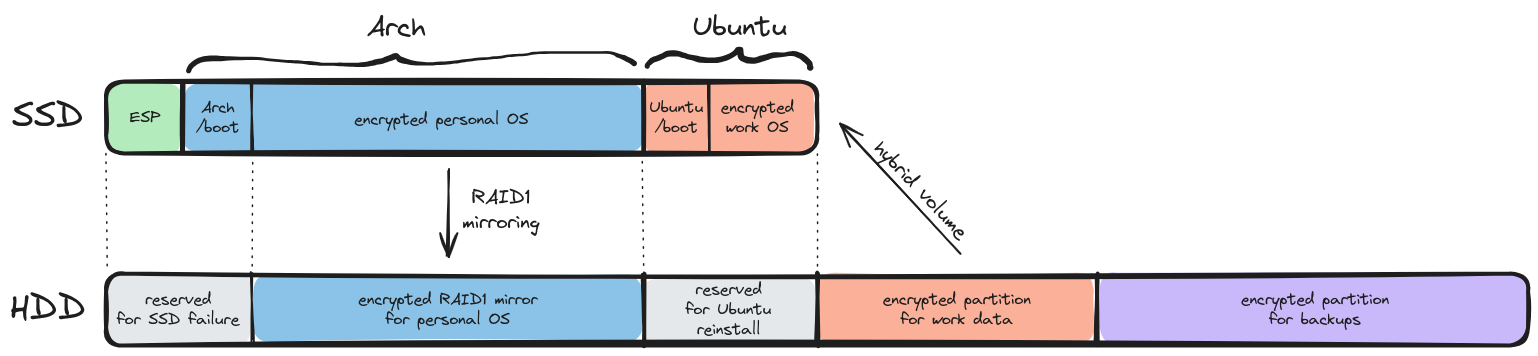 Arch
Ubuntu
SSD
ESP
Arch
/boot
encrypted personal OS
Ubuntu
/boot
encrypted
work OS
RAID1
mirroring
hybrid volume
HDD
reserved
for SSD failure
encrypted RAID1 mirror
for personal OS
reserved
for Ubuntu
reinstall
encrypted partition
for work data
encrypted partition
for backups